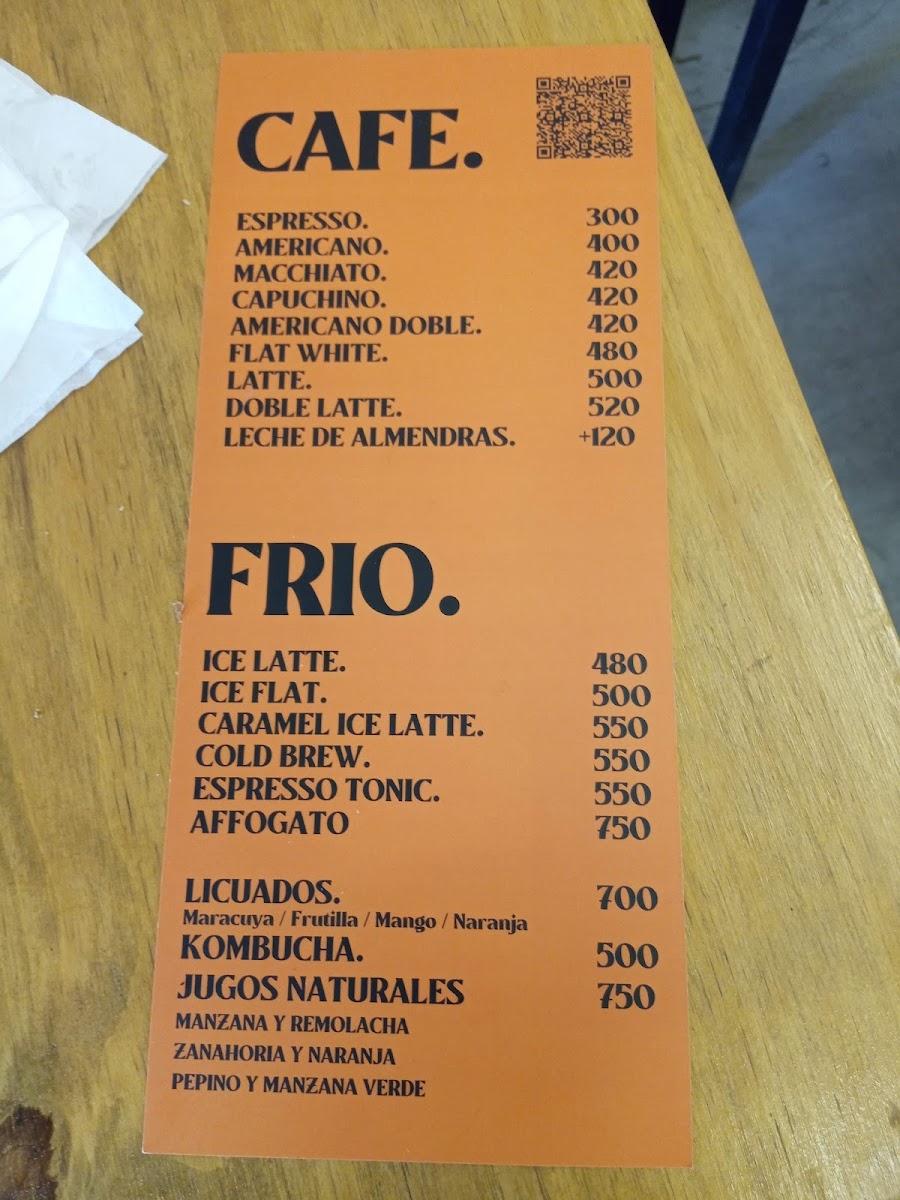 CAFE.
ESPRESSO. 300
AMERICANO. 400
MACCHIATO. 420
CAPUCHINO. 420
AMERICANO DOBLE. 420
FLAT WHITE. 480
LATTE. 500
DOBLE LATTE. 520
LECHE DE ALMENDRAS. +120
FRIO.
ICE LATTE. 480
ICE FLAT. 500
CARAMEL ICE LATTE. 550
COLD BREW. 550
ESPRESSO TONIC. 550
AFFOGATO 750
LICUADOS. 700
Maracuya / Frutilla / Mango / Naranja
KOMBUCHA. 500
JUGOS NATURALES 750
MANZANA Y REMOLACHA
ZANAHORIA Y NARANJA
PEPINO Y MANZANA VERDE